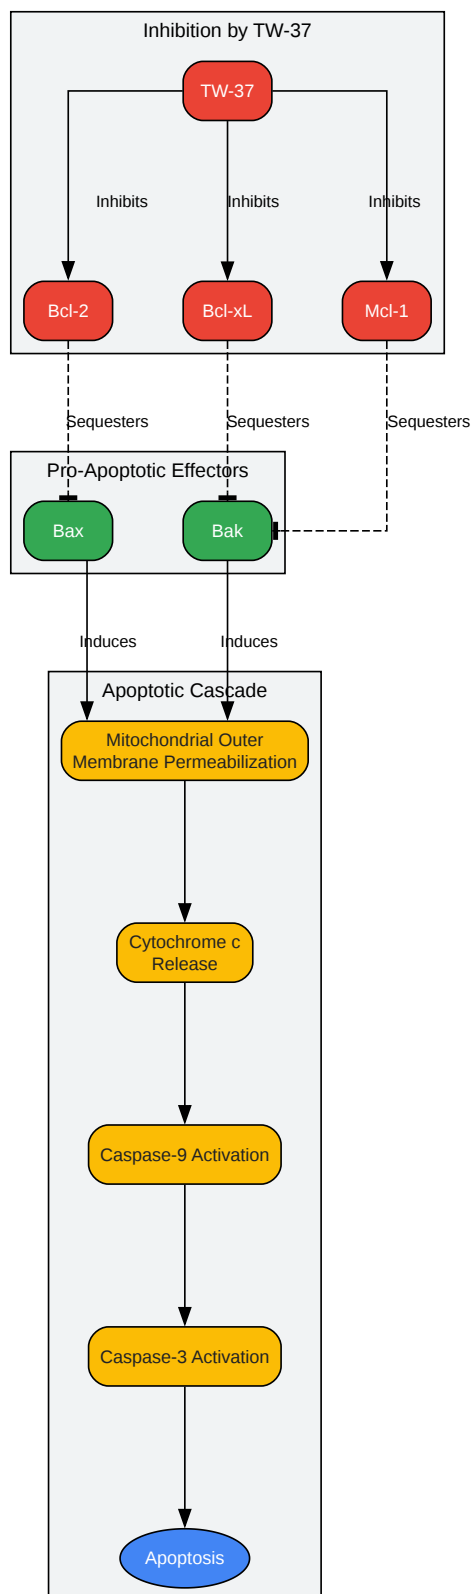 Inhibition by TW-37
TW-37
Inhibits
Inhibits
Inhibits
Bcl-2
Bcl-xL
Mcl-1
Sequesters
Sequesters
Sequesters
Pro-Apoptotic Effectors
Bax
Bak
Induces
Induces
Apoptotic Cascade
Mitochondrial Outer
Membrane Permeabilization
Cytochrome c
Release
Caspase-9 Activation
Caspase-3 Activation
Apoptosis